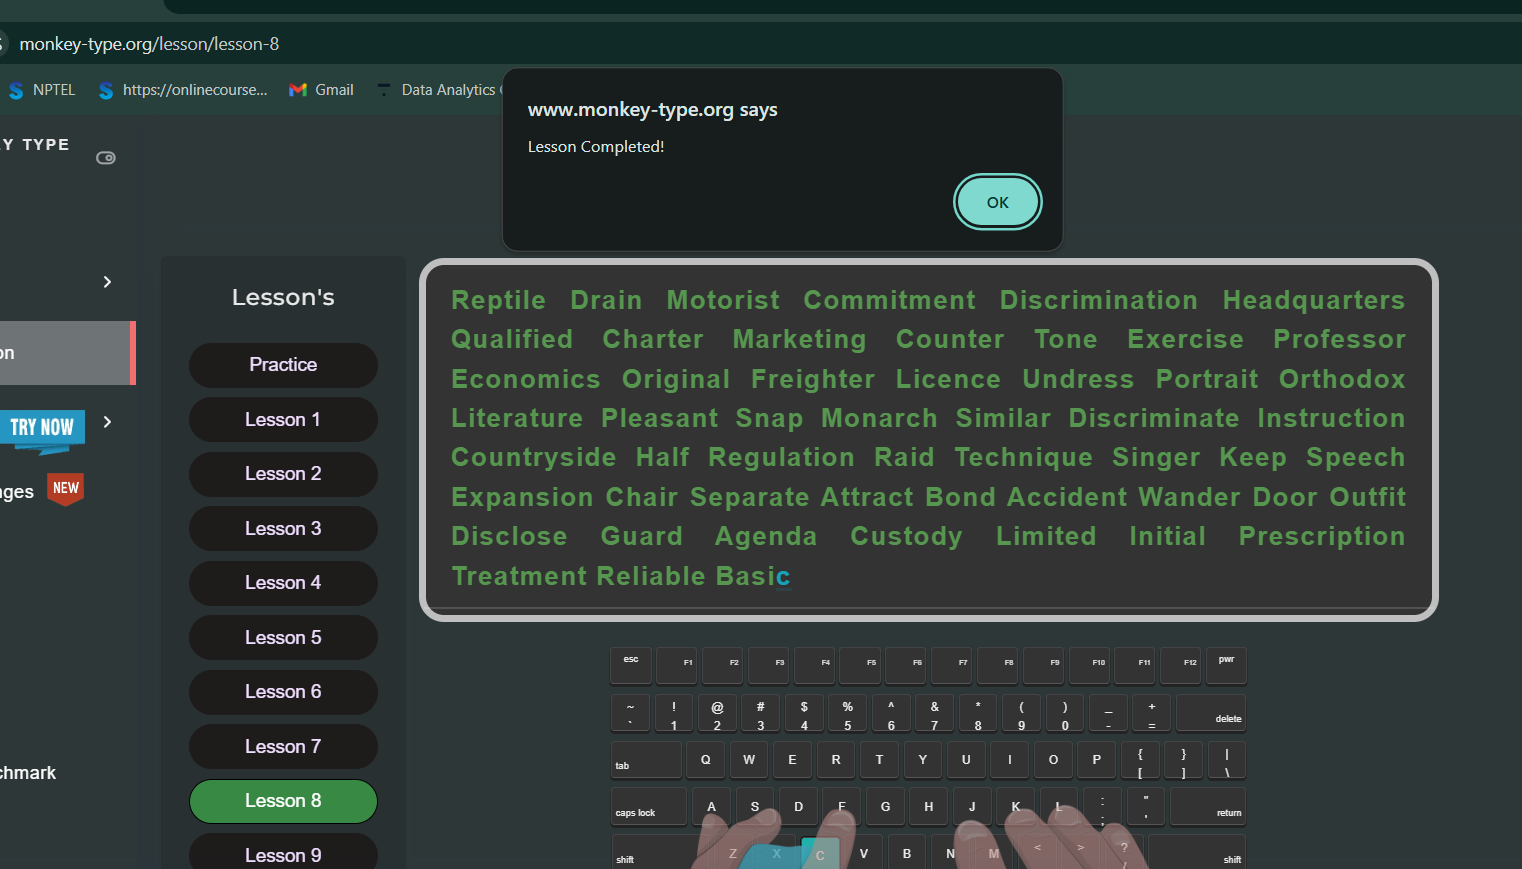 monkey-type.org/lesson/lesson-8
NPTEL
https://onlinecourse...
Gmail
Data Analytics
www.monkey-type.org says
Lesson Completed!
OK
Y TYPE
on
TRY NOW
ges
NEW
chmark
Lesson's
Practice
Lesson 1
Lesson 2
Lesson 3
Lesson 4
Lesson 5
Lesson 6
Lesson 7
Lesson 8
Lesson 9
Reptile Drain Motorist Commitment Discrimination Headquarters
Qualified Charter Marketing Counter Tone Exercise Professor
Economics Original Freighter Licence Undress Portrait Orthodox
Literature Pleasant Snap Monarch Similar Discriminate Instruction
Countryside Half Regulation Raid Technique Singer Keep Speech
Expansion Chair Separate Attract Bond Accident Wander Door Outfit
Disclose Guard Agenda Custody Limited Initial Prescription
Treatment Reliable Basic
esc F1 F2 F3 F4 F5 F6 F7 F8 F9 F10 F11 F12 pwr
~ ! @ # $ % ^ & * ( ) _ +
` 1 2 3 4 5 6 7 8 9 0 - = delete
tab Q W E R T Y U I O P { } |
[ ] \
caps lock A S D F G H J K L : "
; ' return
shift Z X C V B N M < > ?
/ shift